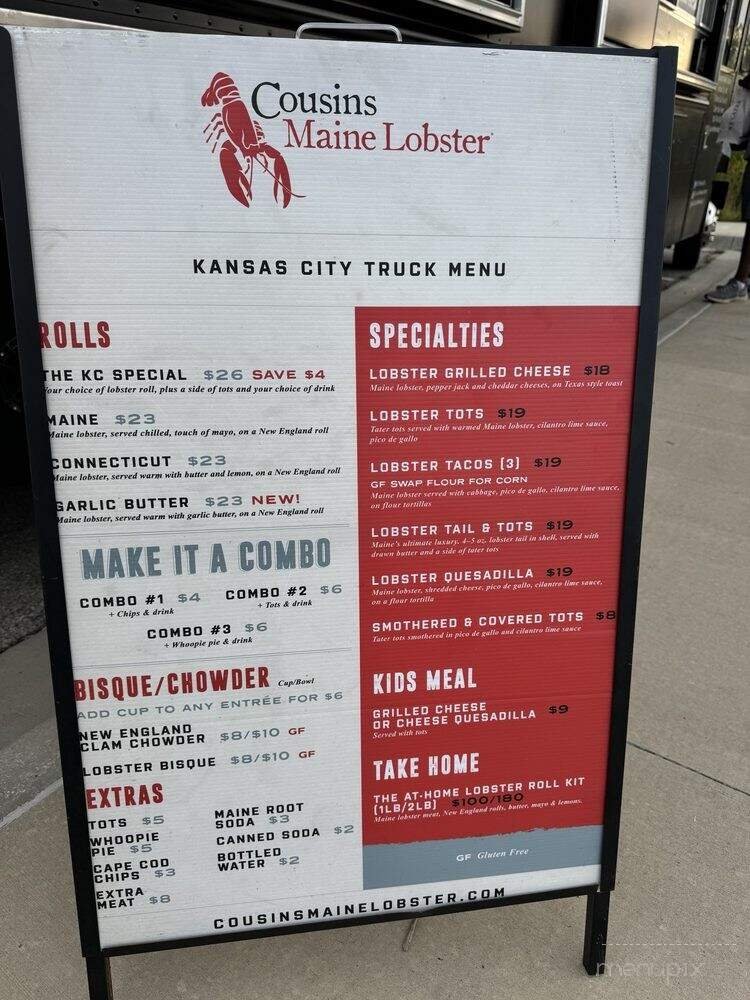 Cousins
Maine Lobster
KANSAS CITY TRUCK MENU
ROLLS
THE KC SPECIAL $26 SAVE $4
Your choice of lobster roll, plus a side of tots and your choice of drink
MAINE $23
Maine lobster, served chilled, touch of mayo, on a New England roll
CONNECTICUT $23
Maine lobster, served warm with butter and lemon, on a New England roll
GARLIC BUTTER $23 NEW!
Maine lobster, served warm with garlic butter, on a New England roll
MAKE IT A COMBO
COMBO #1 $4
+ Chips & drink
COMBO #2 $6
+ Tots & drink
COMBO #3 $6
+ Whoopie pie & drink
BISQUE/CHOWDER Cup/Bowl
ADD CUP TO ANY ENTRÉE FOR $6
NEW ENGLAND
CLAM CHOWDER $8/$10 GF
LOBSTER BISQUE $8/$10 GF
EXTRAS
TOTS $5
WHOOPIE
PIE $5
CAPE COD
CHIPS $3
EXTRA
MEAT $8
MAINE ROOT
SODA $3
CANNED SODA $2
BOTTLED
WATER $2
SPECIALTIES
LOBSTER GRILLED CHEESE $18
Maine lobster, pepper jack and cheddar cheeses, on Texas style toast
LOBSTER TOTS $19
Tater tots served with warmed Maine lobster, cilantro lime sauce,
pico de gallo
LOBSTER TACOS (3) $19
GF SWAP FLOUR FOR CORN
Maine lobster served with cabbage, pico de gallo, cilantro lime sauce,
on flour tortillas
LOBSTER TAIL & TOTS $19
Maine's ultimate luxury. 4–5 oz. lobster tail in shell, served with
drawn butter and a side of tater tots
LOBSTER QUESADILLA $19
Maine lobster, shredded cheese, pico de gallo, cilantro lime sauce,
on a flour tortilla
SMOTHERED & COVERED TOTS $8
Tater tots smothered in pico de gallo and cilantro lime sauce
KIDS MEAL
GRILLED CHEESE
OR CHEESE QUESADILLA $9
Served with tots
TAKE HOME
THE AT-HOME LOBSTER ROLL KIT
(1LB/2LB) $100/180
Maine lobster meat, New England rolls, butter, mayo & lemons.
GF Gluten Free
COUSINSMAINELOBSTER.COM
menupix